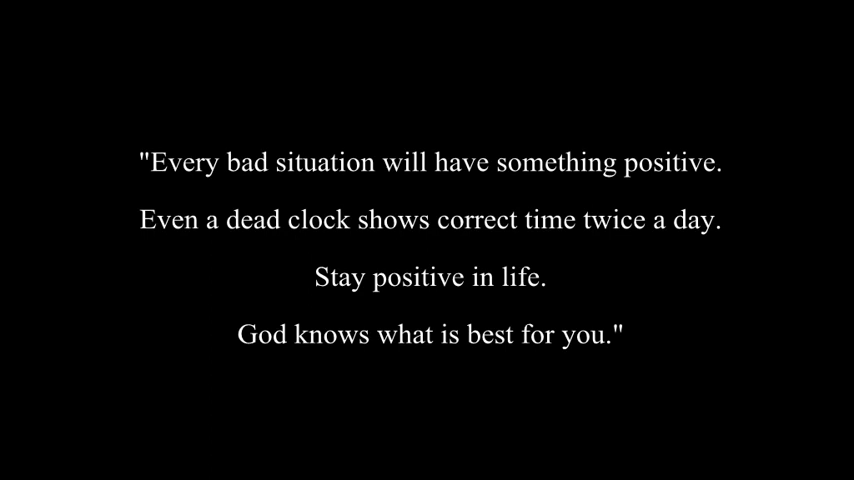 "Every bad situation will have something positive.
Even a dead clock shows correct time twice a day.
Stay positive in life.
God knows what is best for you."